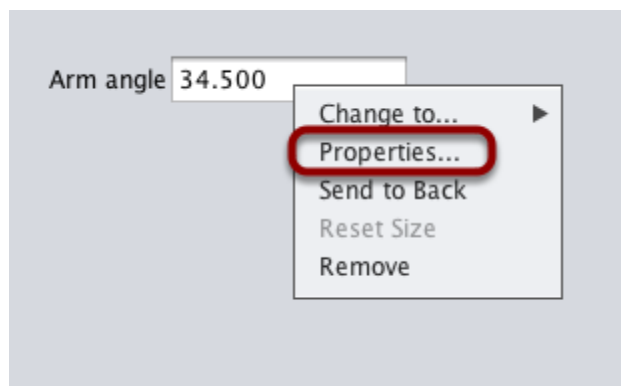 Arm angle 34.500
Change to...
Properties...
Send to Back
Reset Size
Remove